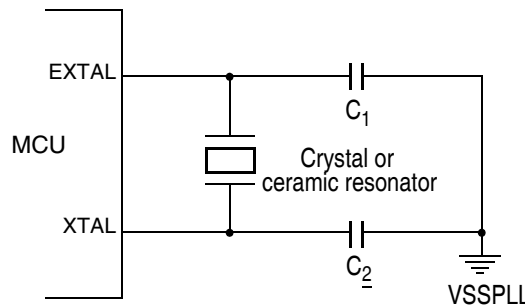 EXTAL
C1
MCU
Crystal or
ceramic resonator
XTAL
C2
VSSPLL